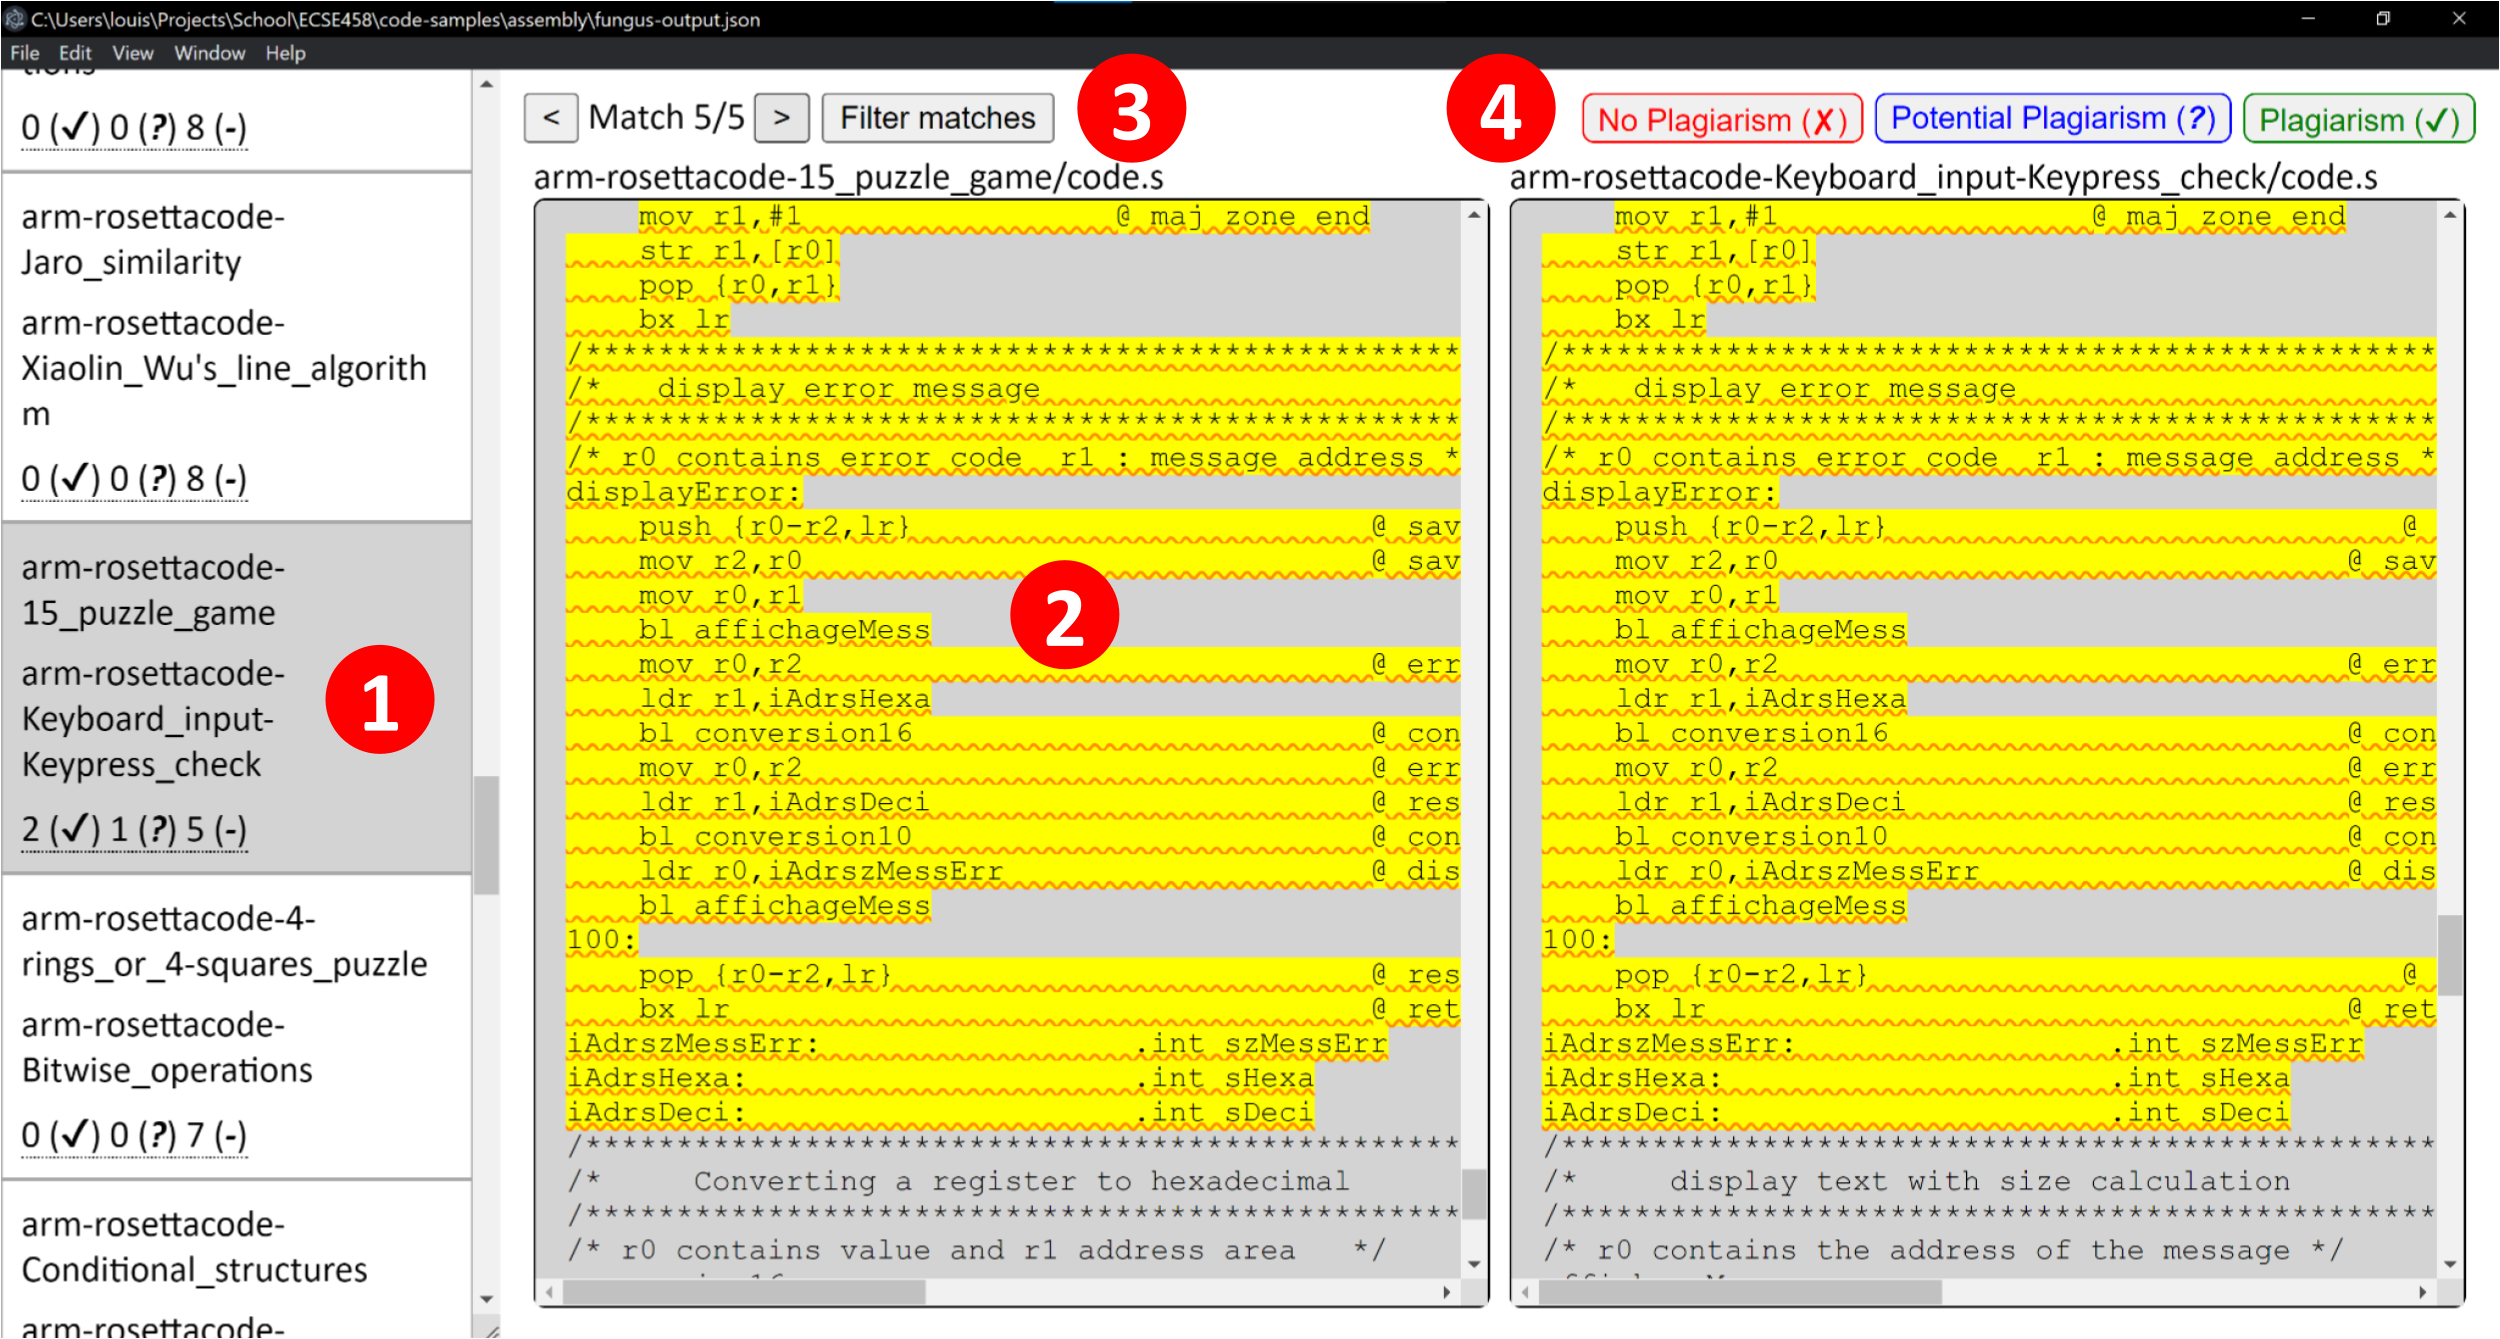 C:\Users\louis\Projects\School\ECSE458\code-samples\assembly\fungus-output.json
File Edit View Window Help
0 (✓) 0 (?) 8 (-)
arm-rosettacode-
Jaro_similarity
arm-rosettacode-
Xiaolin_Wu's_line_algorith
m
0 (✓) 0 (?) 8 (-)
arm-rosettacode-
15_puzzle_game
arm-rosettacode-
Keyboard_input-
Keypress_check
2 (✓) 1 (?) 5 (-)
1
arm-rosettacode-4-
rings_or_4-squares_puzzle
arm-rosettacode-
Bitwise_operations
0 (✓) 0 (?) 7 (-)
arm-rosettacode-
Conditional_structures
arm-rosettacode-
< Match 5/5 > Filter matches
3
4
No Plagiarism (✗) Potential Plagiarism (?) Plagiarism (✓)
arm-rosettacode-15_puzzle_game/code.s
mov r1,#1 @ maj zone end
str r1,[r0]
pop {r0,r1}
bx lr
/************************************************
/* display error message
/************************************************
/* r0 contains error code r1 : message address *
displayError:
push {r0-r2,lr} @ sav
mov r2,r0 @ sav
mov r0,r1
bl affichageMess
2
mov r0,r2 @ err
ldr r1,iAdrsHexa
bl conversion16 @ con
mov r0,r2 @ err
ldr r1,iAdrsDeci @ res
bl conversion10 @ con
ldr r0,iAdrszMessErr @ dis
bl affichageMess
100:
pop {r0-r2,lr} @ res
bx lr @ ret
iAdrszMessErr: .int szMessErr
iAdrsHexa: .int sHexa
iAdrsDeci: .int sDeci
/************************************************
/* Converting a register to hexadecimal
/************************************************
/* r0 contains value and r1 address area */
arm-rosettacode-Keyboard_input-Keypress_check/code.s
mov r1,#1 @ maj zone end
str r1,[r0]
pop {r0,r1}
bx lr
/************************************************
/* display error message
/************************************************
/* r0 contains error code r1 : message address *
displayError:
push {r0-r2,lr} @
mov r2,r0 @ sav
mov r0,r1
bl affichageMess
mov r0,r2 @ err
ldr r1,iAdrsHexa
bl conversion16 @ con
mov r0,r2 @ err
ldr r1,iAdrsDeci @ res
bl conversion10 @ con
ldr r0,iAdrszMessErr @ dis
bl affichageMess
100:
pop {r0-r2,lr} @
bx lr @ ret
iAdrszMessErr: .int szMessErr
iAdrsHexa: .int sHexa
iAdrsDeci: .int sDeci
/************************************************
/* display text with size calculation
/************************************************
/* r0 contains the address of the message */